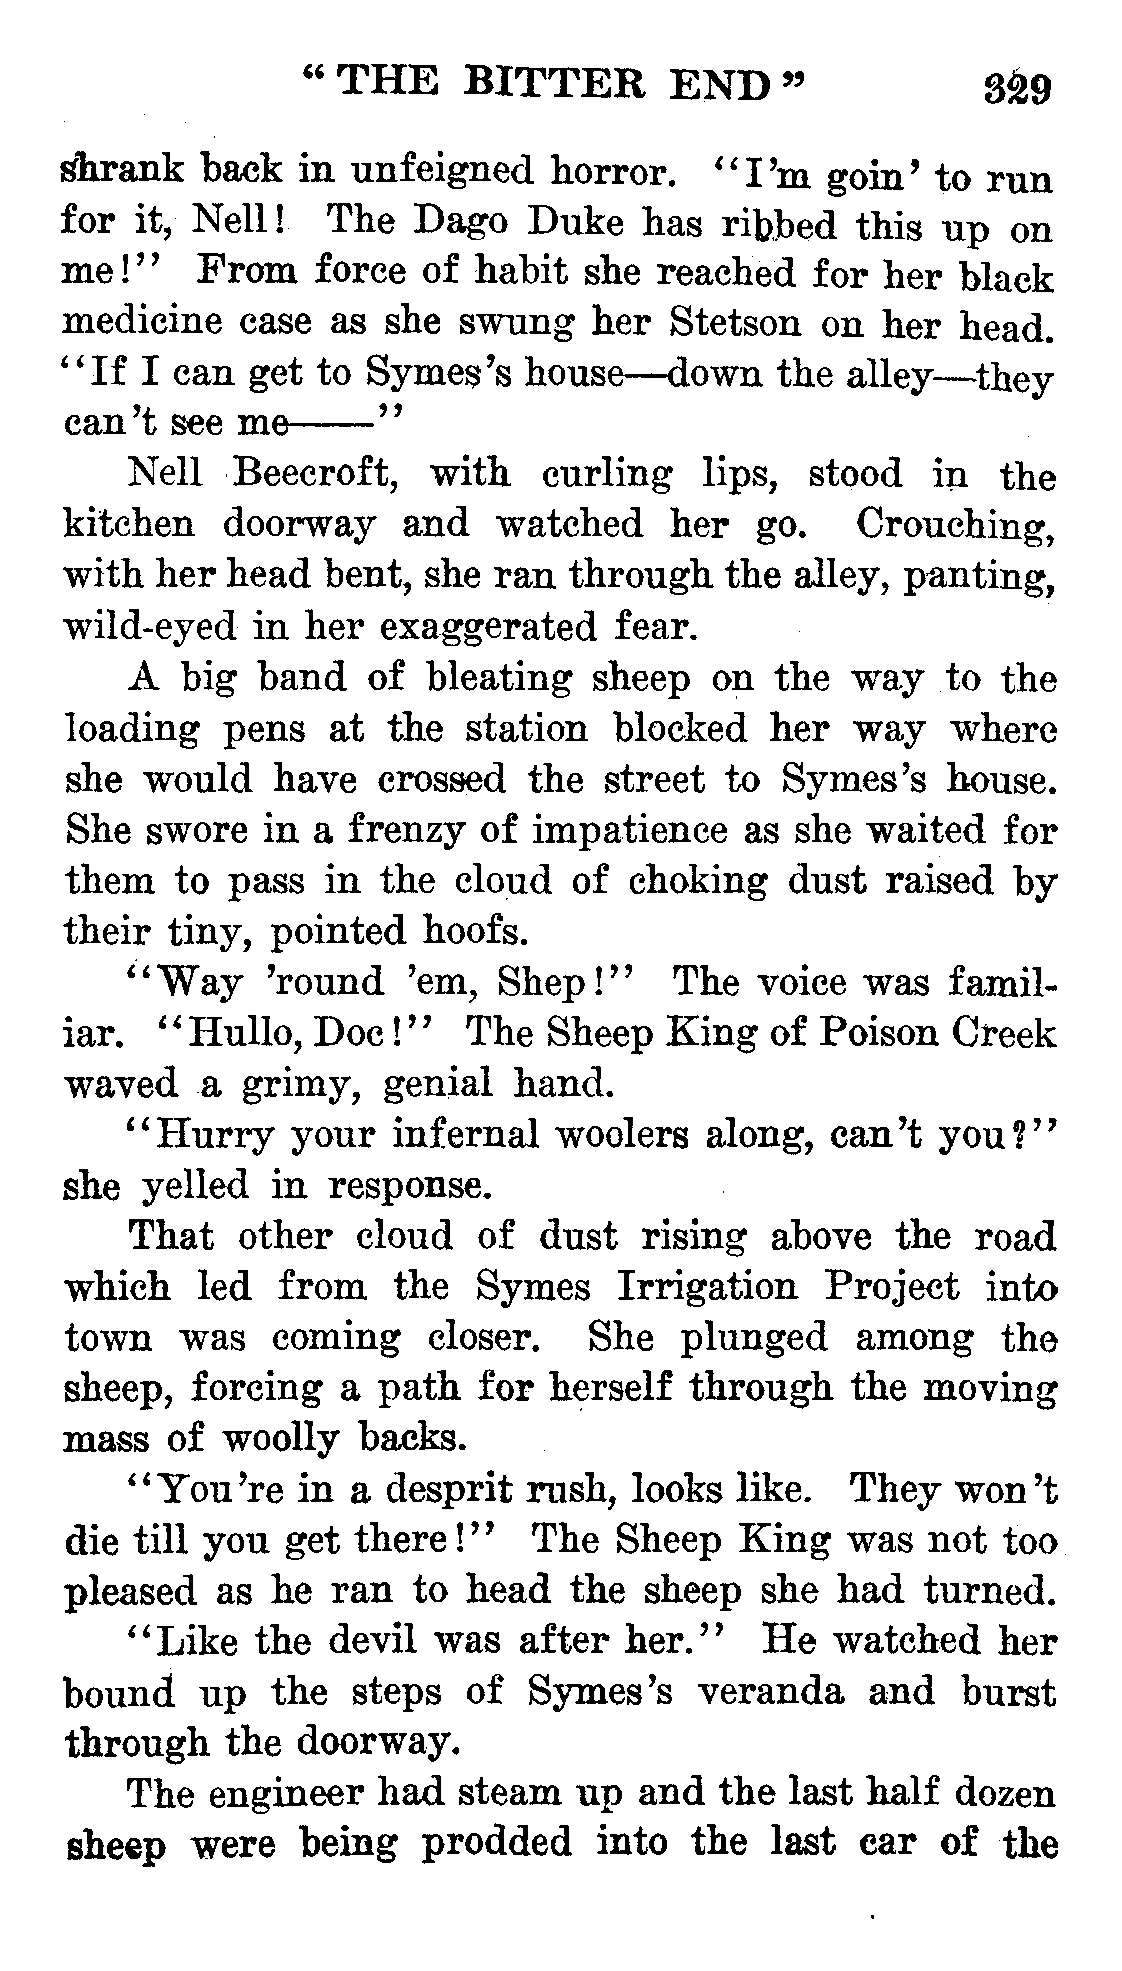 “ THE BITTER END ” 329
shrank back in unfeigned horror. “I’m goin’ to run
for it, Nell! The Dago Duke has ribbed this up on
me!” From force of habit she reached for her black
medicine case as she swung her Stetson on her head.
“If I can get to Symes’s house—down the alley—they
can’t see me——”
Nell Beecroft, with curling lips, stood in the
kitchen doorway and watched her go. Crouching,
with her head bent, she ran through the alley, panting,
wild-eyed in her exaggerated fear.
A big band of bleating sheep on the way to the
loading pens at the station blocked her way where
she would have crossed the street to Symes’s house.
She swore in a frenzy of impatience as she waited for
them to pass in the cloud of choking dust raised by
their tiny, pointed hoofs.
“Way ’round ’em, Shep!” The voice was famil-
iar. “Hullo, Doc!” The Sheep King of Poison Creek
waved a grimy, genial hand.
“Hurry your infernal woolers along, can’t you?”
she yelled in response.
That other cloud of dust rising above the road
which led from the Symes Irrigation Project into
town was coming closer. She plunged among the
sheep, forcing a path for herself through the moving
mass of woolly backs.
“You’re in a desprit rush, looks like. They won’t
die till you get there!” The Sheep King was not too
pleased as he ran to head the sheep she had turned.
“Like the devil was after her.” He watched her
bound up the steps of Symes’s veranda and burst
through the doorway.
The engineer had steam up and the last half dozen
sheep were being prodded into the last car of the